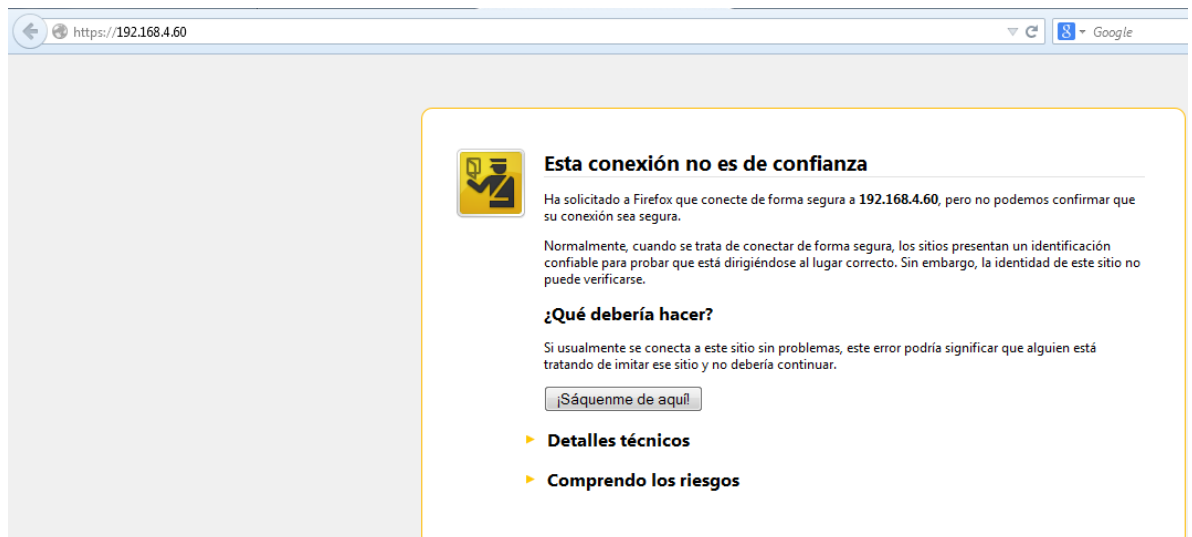 https://192.168.4.60
Google
Esta conexión no es de confianza
Ha solicitado a Firefox que conecte de forma segura a 192.168.4.60, pero no podemos confirmar que
su conexión sea segura.
Normalmente, cuando se trata de conectar de forma segura, los sitios presentan un identificación
confiable para probar que está dirigiéndose al lugar correcto. Sin embargo, la identidad de este sitio no
puede verificarse.
¿Qué debería hacer?
Si usualmente se conecta a este sitio sin problemas, este error podría significar que alguien está
tratando de imitar ese sitio y no debería continuar.
¡Sáquenme de aquí!
Detalles técnicos
Comprendo los riesgos